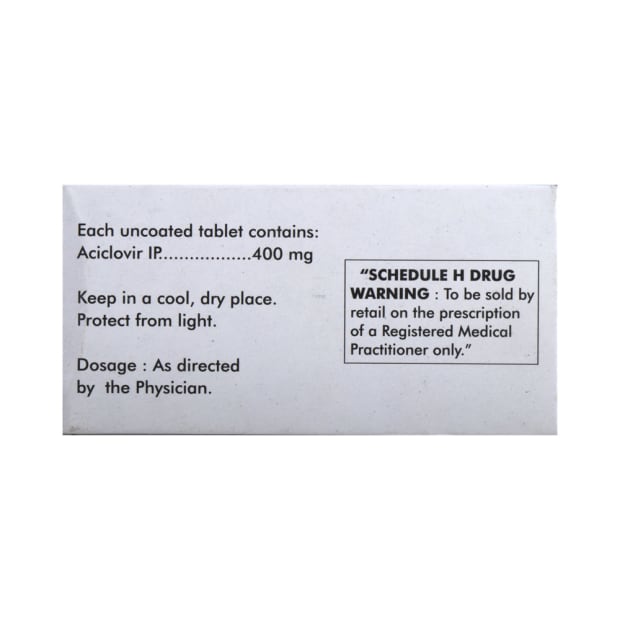 Each uncoated tablet contains:
Aciclovir IP..................400 mg
Keep in a cool, dry place.
Protect from light.
Dosage : As directed
by the Physician.
"SCHEDULE H DRUG
WARNING : To be sold by
retail on the prescription
of a Registered Medical
Practitioner only."